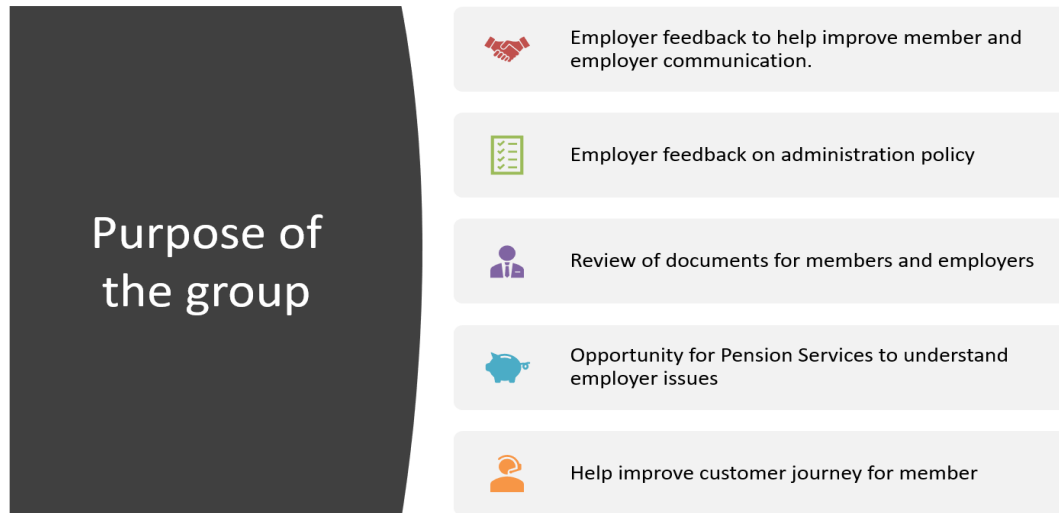 Purpose of
the group
Employer feedback to help improve member and
employer communication.
Employer feedback on administration policy
Review of documents for members and employers
Opportunity for Pension Services to understand
employer issues
Help improve customer journey for member